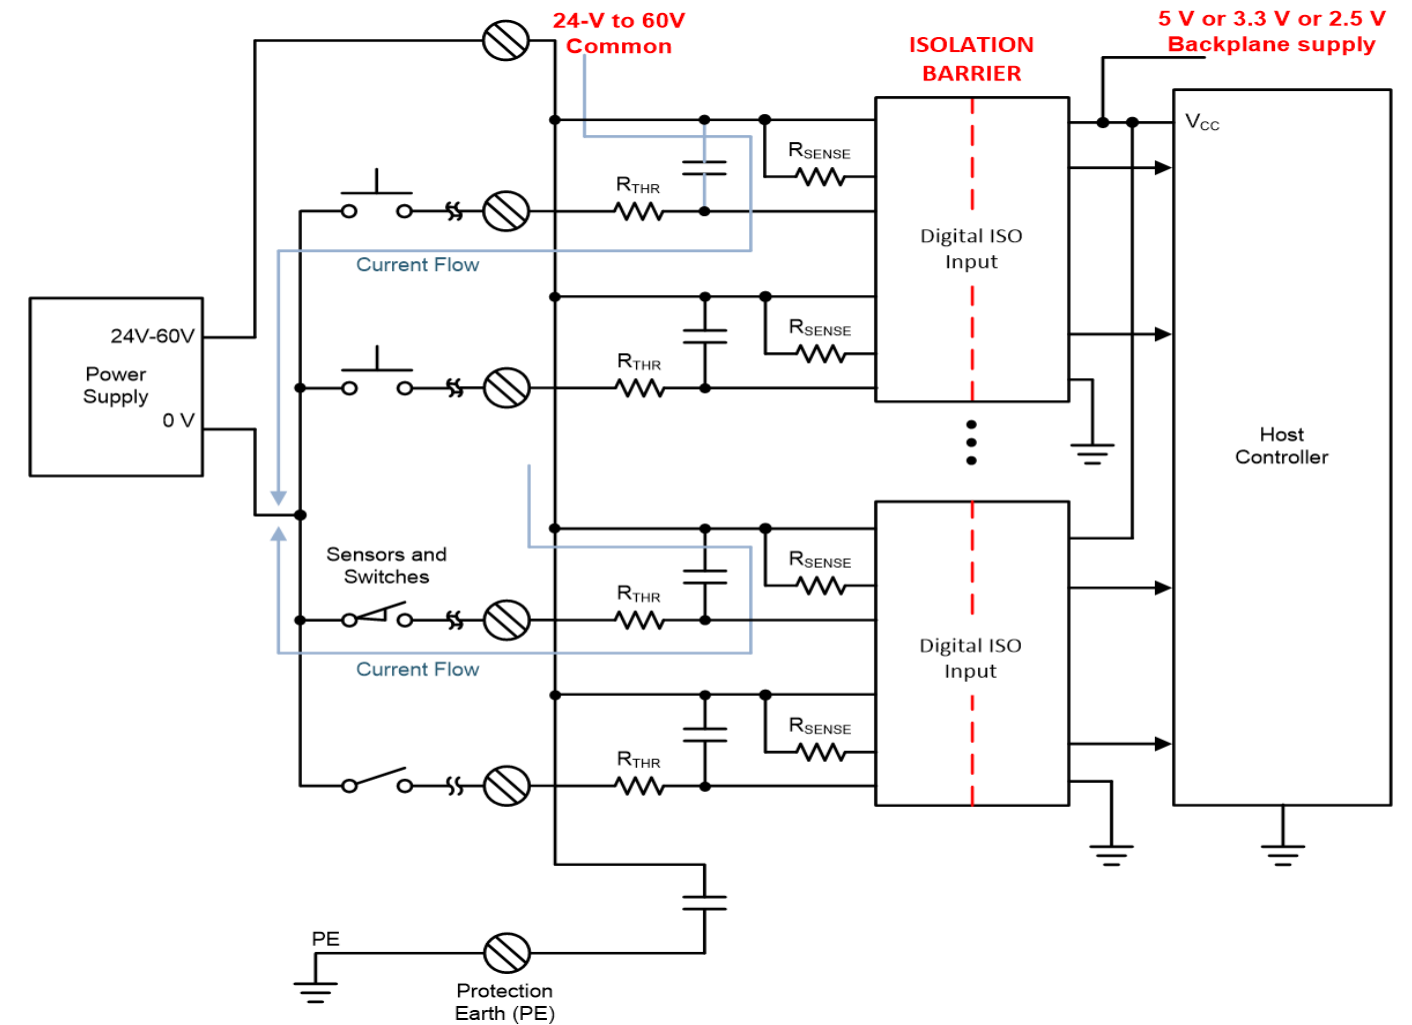 24-V to 60V
Common
5 V or 3.3 V or 2.5 V
Backplane supply
ISOLATION
BARRIER
VCC
RSENSE
RTHR
Digital ISO
Input
Current Flow
RSENSE
RTHR
24V-60V
Power
Supply
0 V
Host
Controller
Sensors and
Switches
RSENSE
RTHR
Digital ISO
Input
Current Flow
RSENSE
RTHR
PE
Protection
Earth (PE)